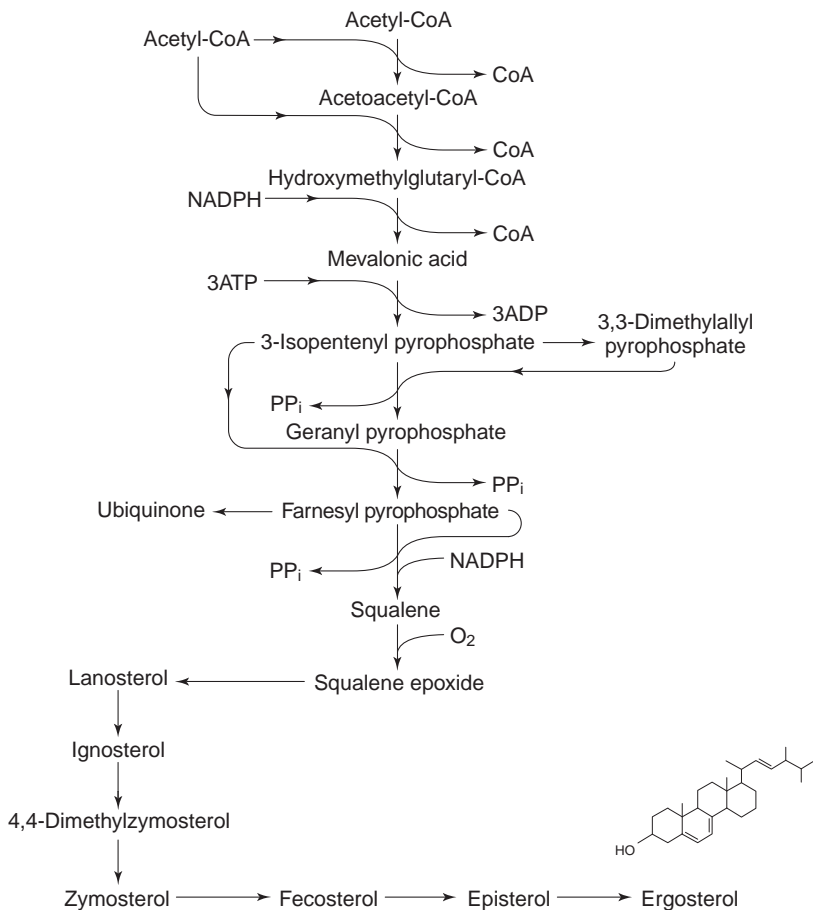 Acetyl-CoA
Acetyl-CoA
CoA
Acetoacetyl-CoA
CoA
Hydroxymethylglutaryl-CoA
NADPH
CoA
Mevalonic acid
3ATP
3ADP
3-Isopentenyl pyrophosphate
3,3-Dimethylallyl
pyrophosphate
PPi
Geranyl pyrophosphate
PPi
Ubiquinone
Farnesyl pyrophosphate
PPi
NADPH
Squalene
O2
Lanosterol
Squalene epoxide
Ignosterol
4,4-Dimethylzymosterol
HO
Zymosterol
Fecosterol
Episterol
Ergosterol